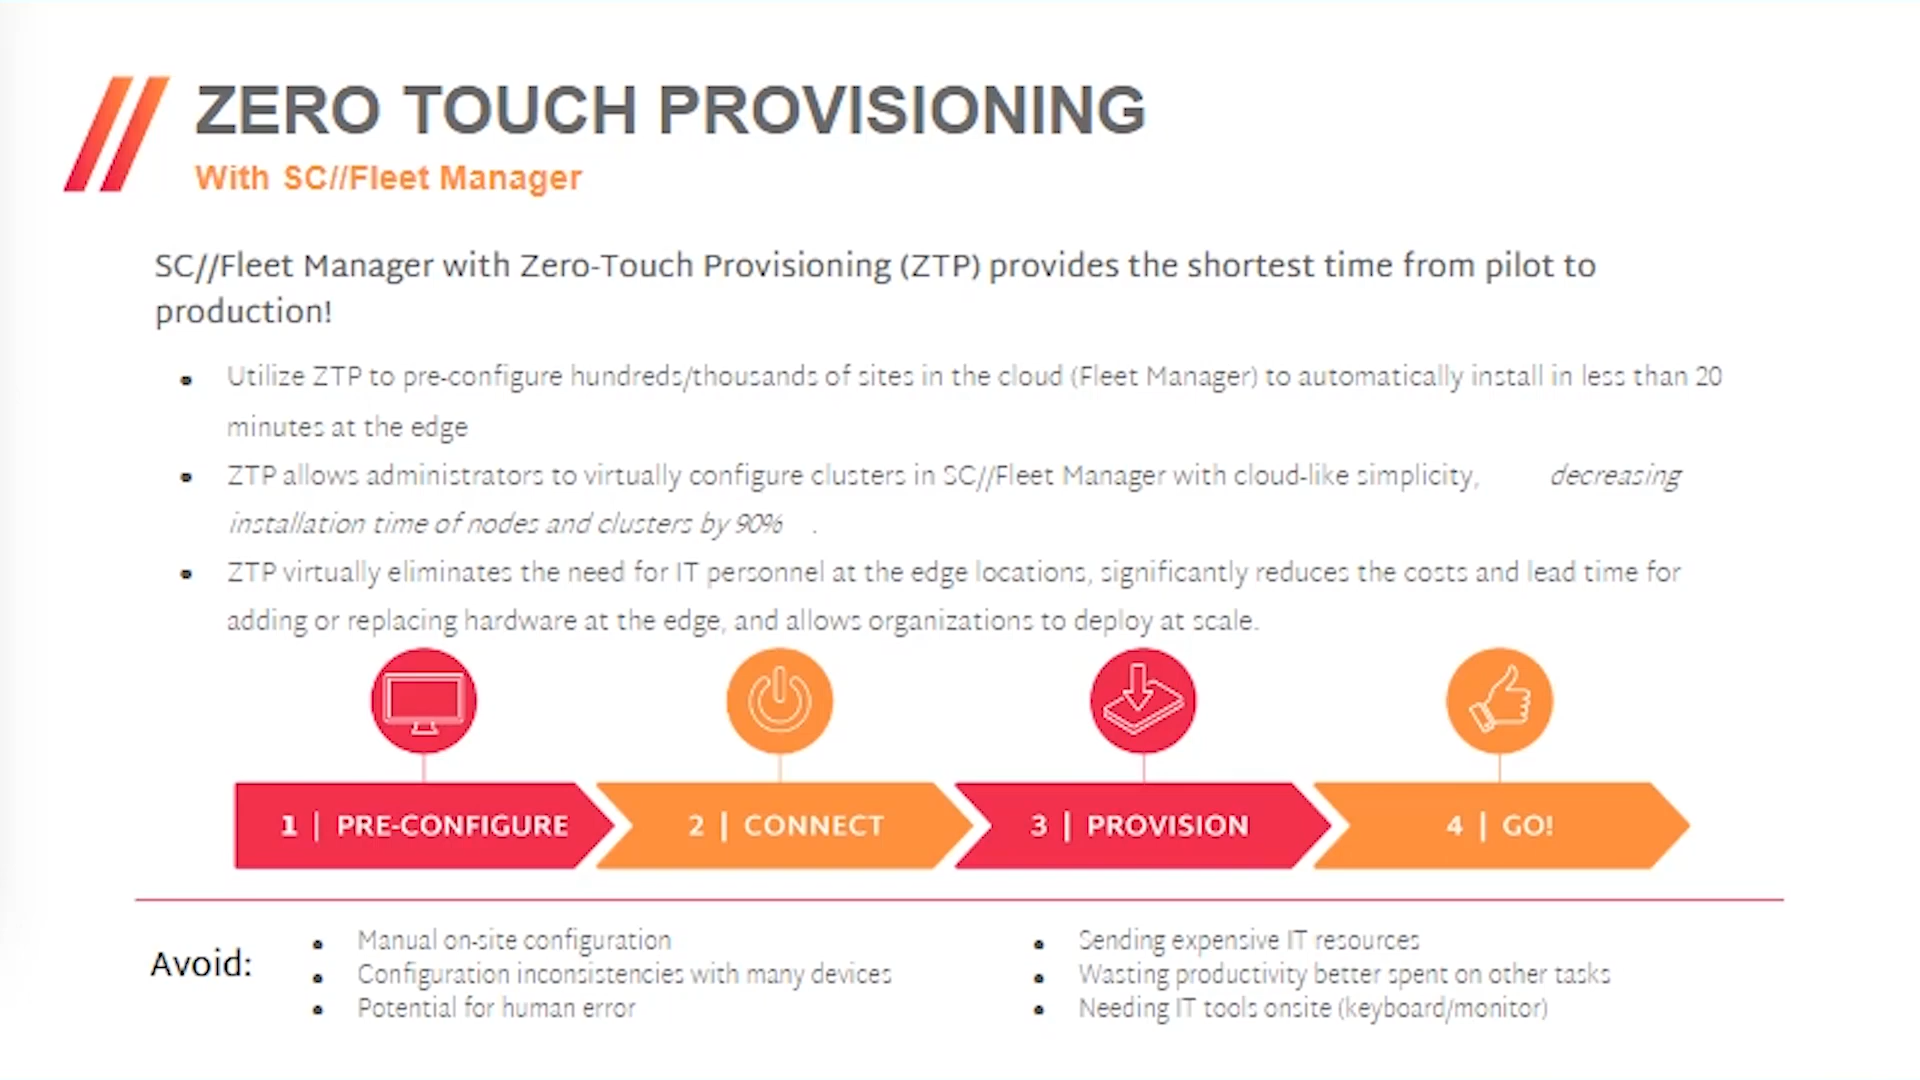 ZERO TOUCH PROVISIONING
With SC//Fleet Manager
SC//Fleet Manager with Zero-Touch Provisioning (ZTP) provides the shortest time from pilot to
production!
• Utilize ZTP to pre-configure hundreds/thousands of sites in the cloud (Fleet Manager) to automatically install in less than 20
minutes at the edge
• ZTP allows administrators to virtually configure clusters in SC//Fleet Manager with cloud-like simplicity, decreasing
installation time of nodes and clusters by 90% .
• ZTP virtually eliminates the need for IT personnel at the edge locations, significantly reduces the costs and lead time for
adding or replacing hardware at the edge, and allows organizations to deploy at scale.
1 | PRE-CONFIGURE
2 | CONNECT
3 | PROVISION
4 | GO!
Avoid:
• Manual on-site configuration
• Configuration inconsistencies with many devices
• Potential for human error
• Sending expensive IT resources
• Wasting productivity better spent on other tasks
• Needing IT tools onsite (keyboard/monitor)